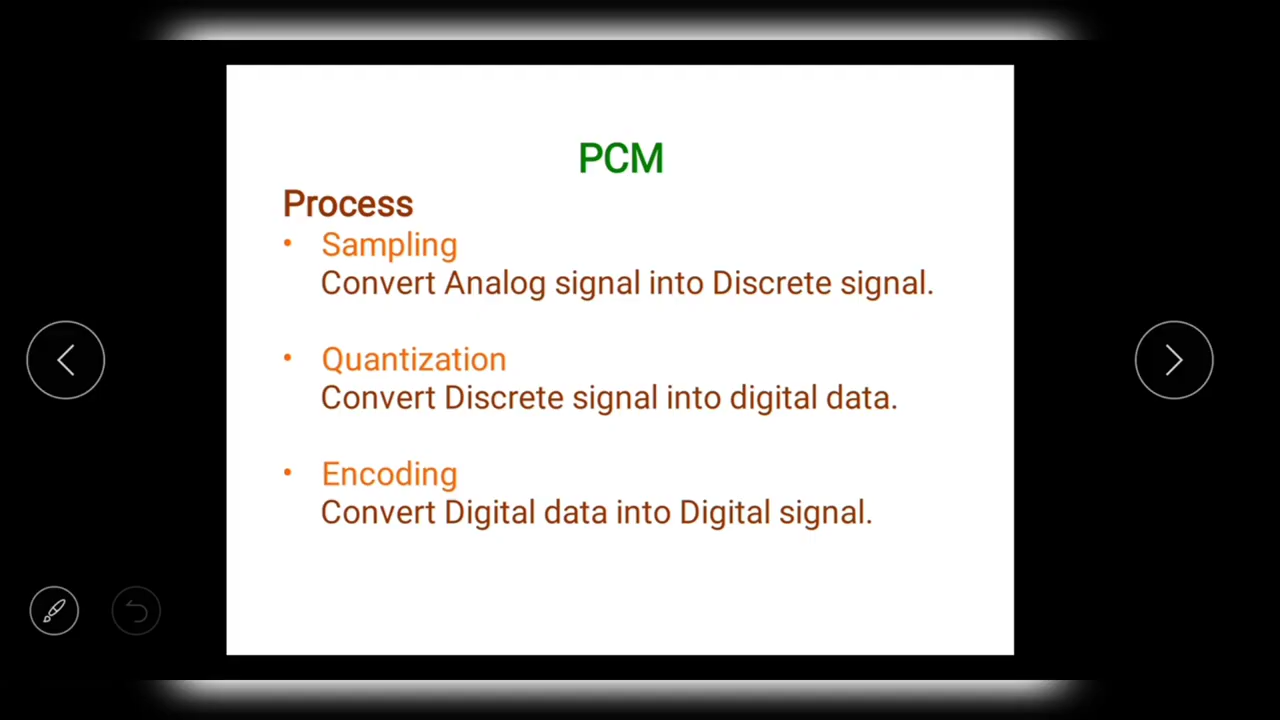 PCM
Process
• Sampling
Convert Analog signal into Discrete signal.
• Quantization
Convert Discrete signal into digital data.
• Encoding
Convert Digital data into Digital signal.